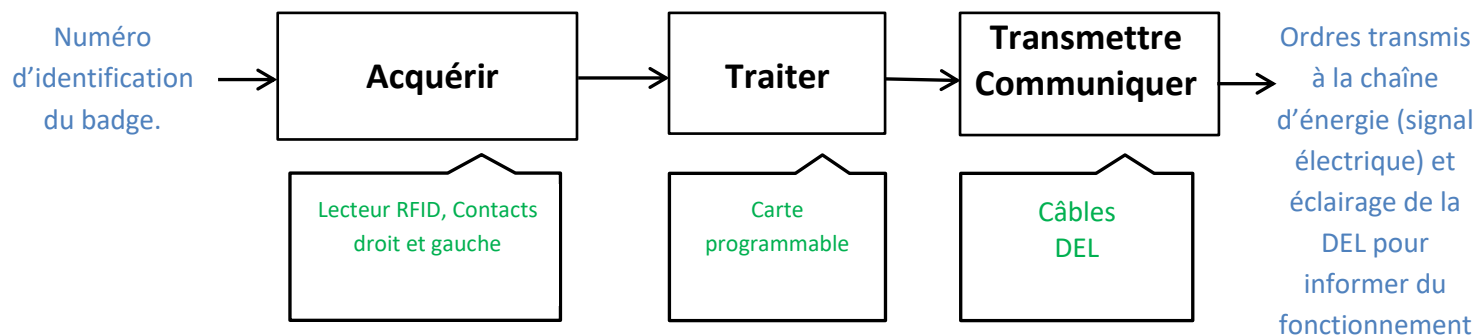 Numéro
d’identification
du badge.
Acquérir
Traiter
Transmettre
Communiquer
Ordres transmis
à la chaîne
d’énergie (signal
électrique) et
éclairage de la
DEL pour
informer du
fonctionnement
Lecteur RFID, Contacts
droit et gauche
Carte
programmable
Câbles
DEL